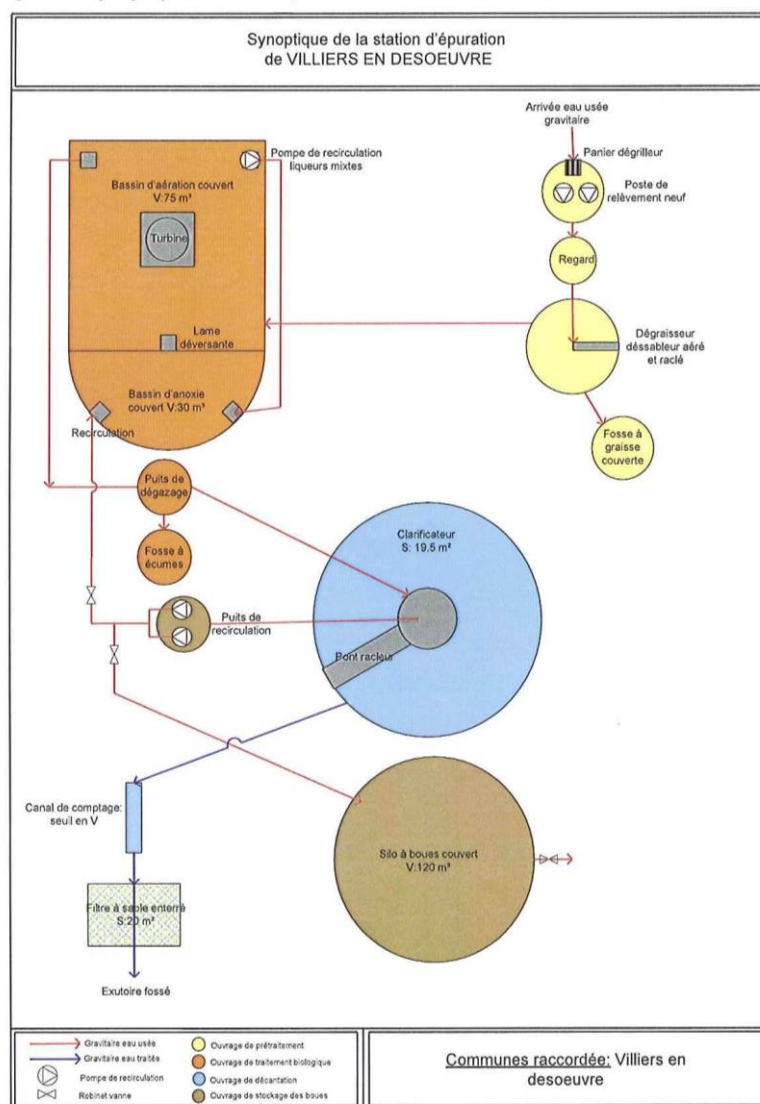 Synoptique de la station d'épuration
de VILLIERS EN DESOEUVRE
Arrivée eau usée
gravitaire
Panier dégrilleur
Poste de
relèvement neuf
Regard
Dégraisseur
déssableur aéré
et raclé
Fosse à
graisse
couverte
Pompe de recirculation
liqueurs mixtes
Bassin d'aération couvert
V:75 m³
Turbine
Lame
déversante
Bassin d'anoxie
couvert V:30 m³
Recirculation
Puits de
dégazage
Fosse à
écumes
Clarificateur
S: 19.5 m²
Puits de
recirculation
Pont racleur
Canal de comptage:
seuil en V
Silo à boues couvert
V:120 m³
Filtre à sable enterré
S:20 m²
Exutoire fossé
Gravitaire eau usée
Gravitaire eau traitée
Pompe de recirculation
Robinet vanne
Ouvrage de prétraitement
Ouvrage de traitement biologique
Ouvrage de décantation
Ouvrage de stockage des boues
Communes raccordée: Villiers en
desoeuvre